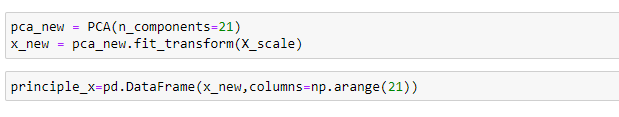 pca_new = PCA(n_components=21)
x_new = pca_new.fit_transform(X_scale)
principle_x=pd.DataFrame(x_new,columns=np.arange(21))